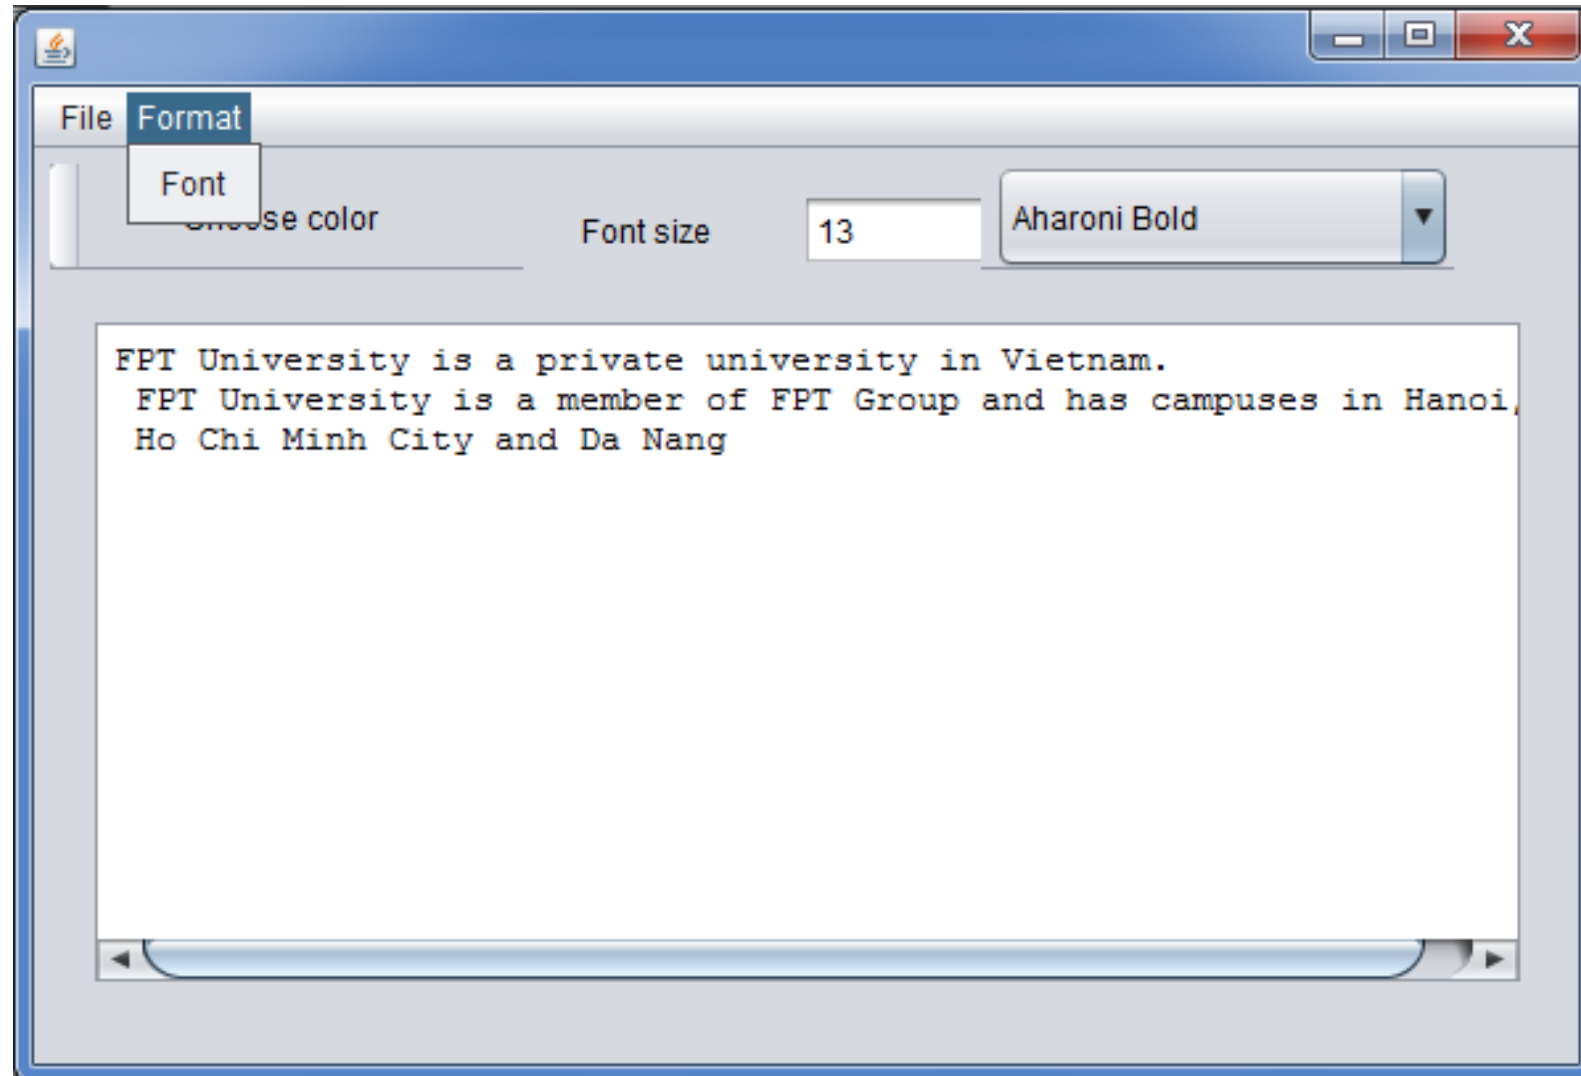 File Format
Font
se color
Font size
13
Aharoni Bold
FPT University is a private university in Vietnam.
FPT University is a member of FPT Group and has campuses in Hanoi,
Ho Chi Minh City and Da Nang